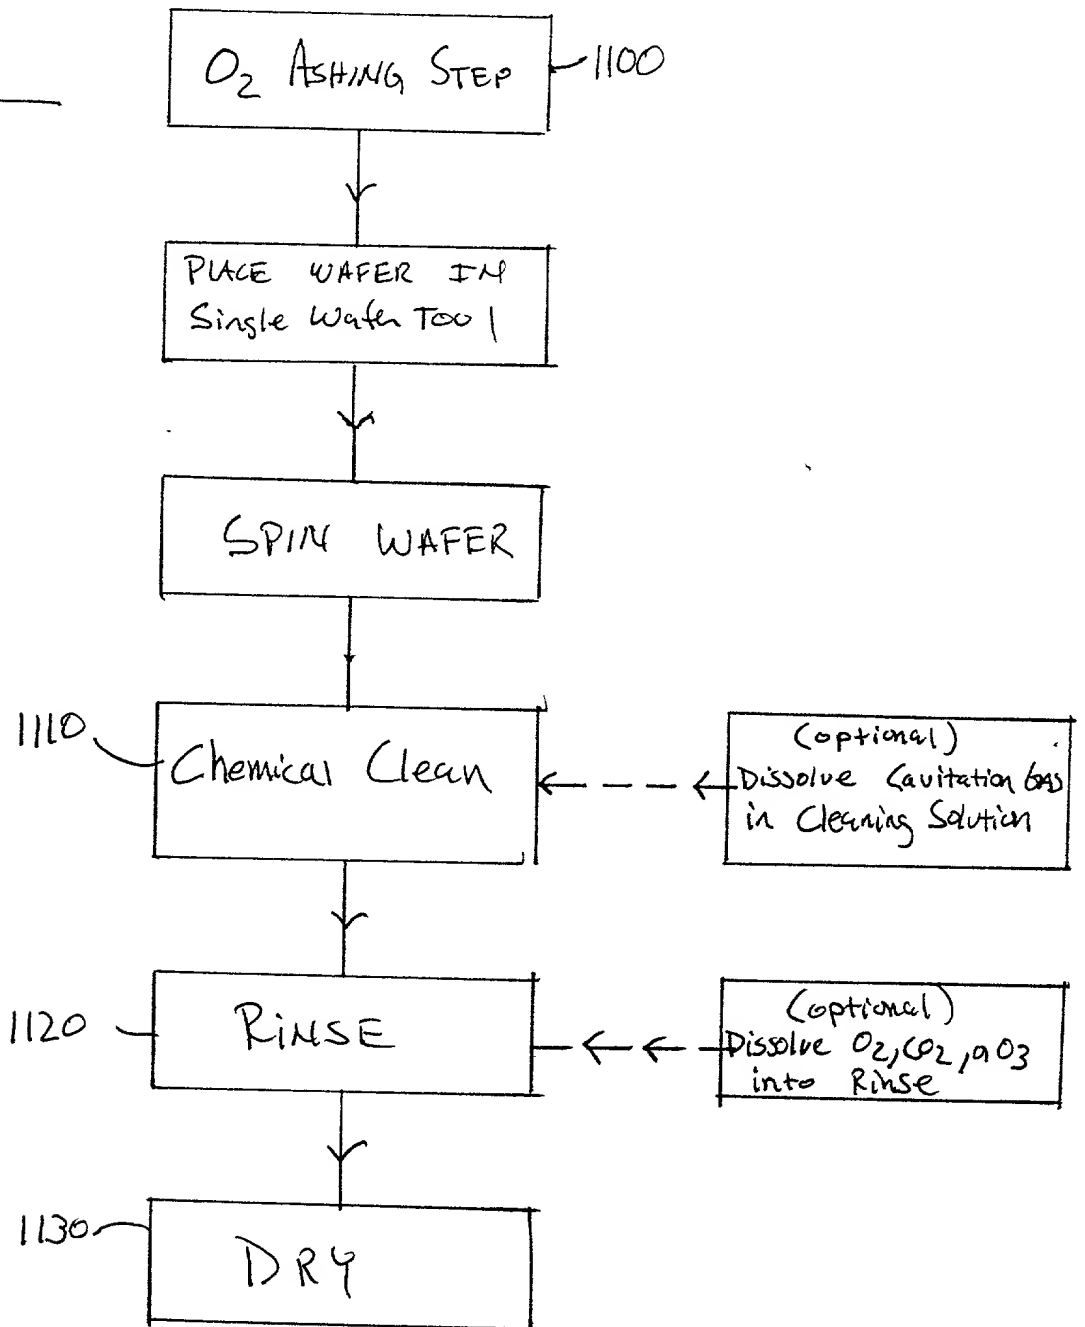 O2 ASHING STEP
1100
PLACE WAFER IN
Single Wafer Tool
SPIN WAFER
1110
Chemical Clean
(optional)
Dissolve Cavitation GAS
in Cleaning Solution
1120
RINSE
(optional)
Dissolve O2, CO2, or O3
into Rinse
1130
DRY